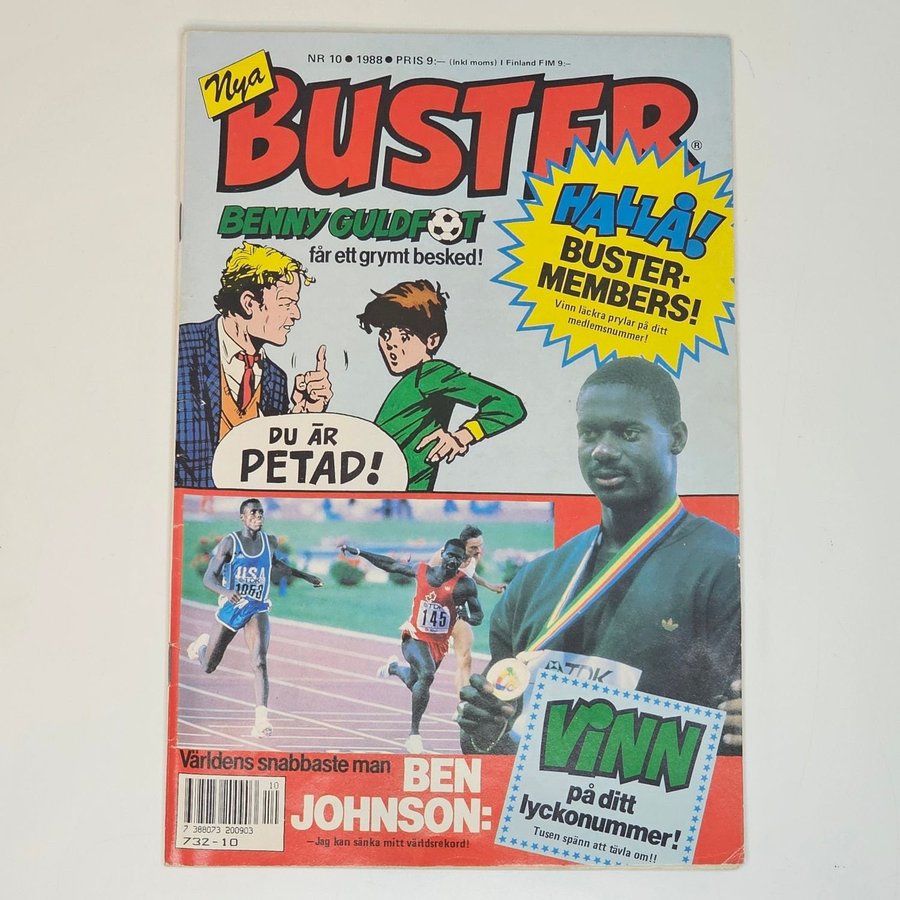 NR 10 ● 1988 ● PRIS 9:— (Inkl moms) I Finland FIM 9:-
Nya
BUSTER
®
BENNY GULDFOT
får ett grymt besked!
HALLÅ!
BUSTER-
MEMBERS!
Vinn läckra prylar på ditt
medlemsnummer!
DU ÄR
PETAD!
USA
TDK
1053
TDK
145
TDK
Världens snabbaste man
BEN
JOHNSON:
—Jag kan sänka mitt världsrekord!
10
7 388073 200903
732-10
VINN
på ditt
lyckonummer!
Tusen spänn att tävla om!!